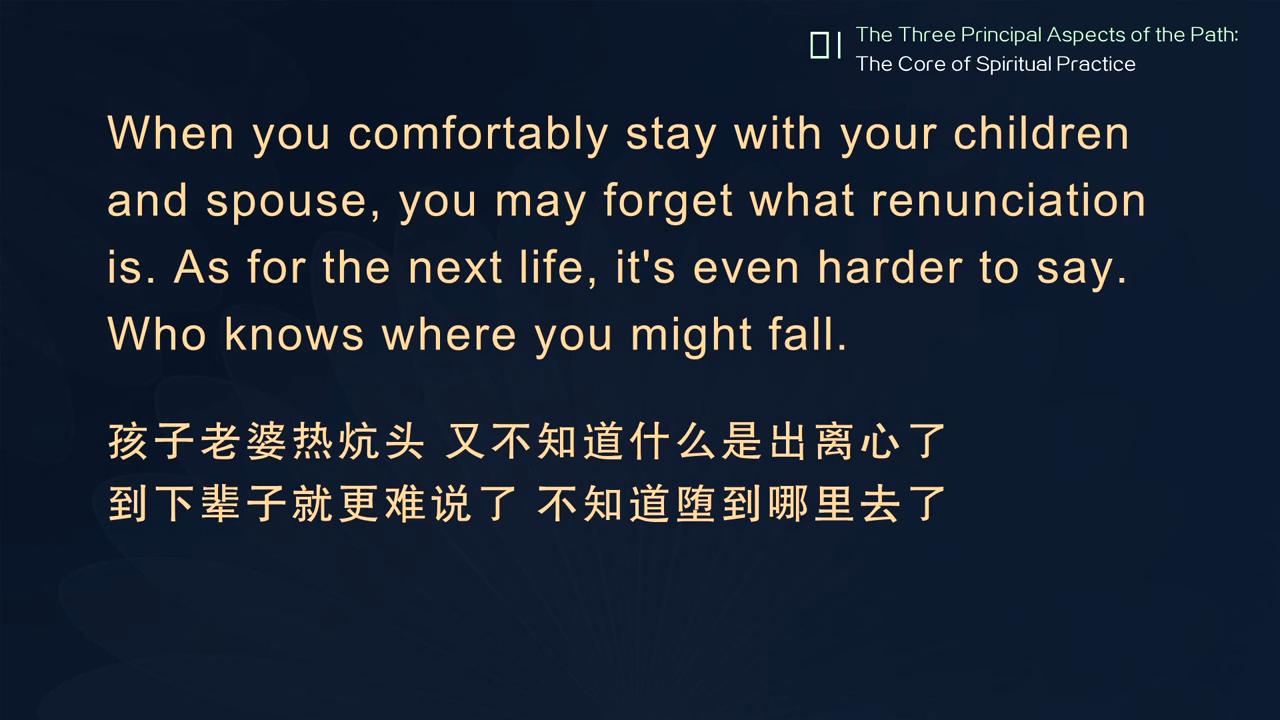 The Three Principal Aspects of the Path:
The Core of Spiritual Practice
When you comfortably stay with your children
and spouse, you may forget what renunciation
is. As for the next life, it's even harder to say.
Who knows where you might fall.
孩子老婆热炕头 又不知道什么是出离心了
到下辈子就更难说了 不知道堕到哪里去了